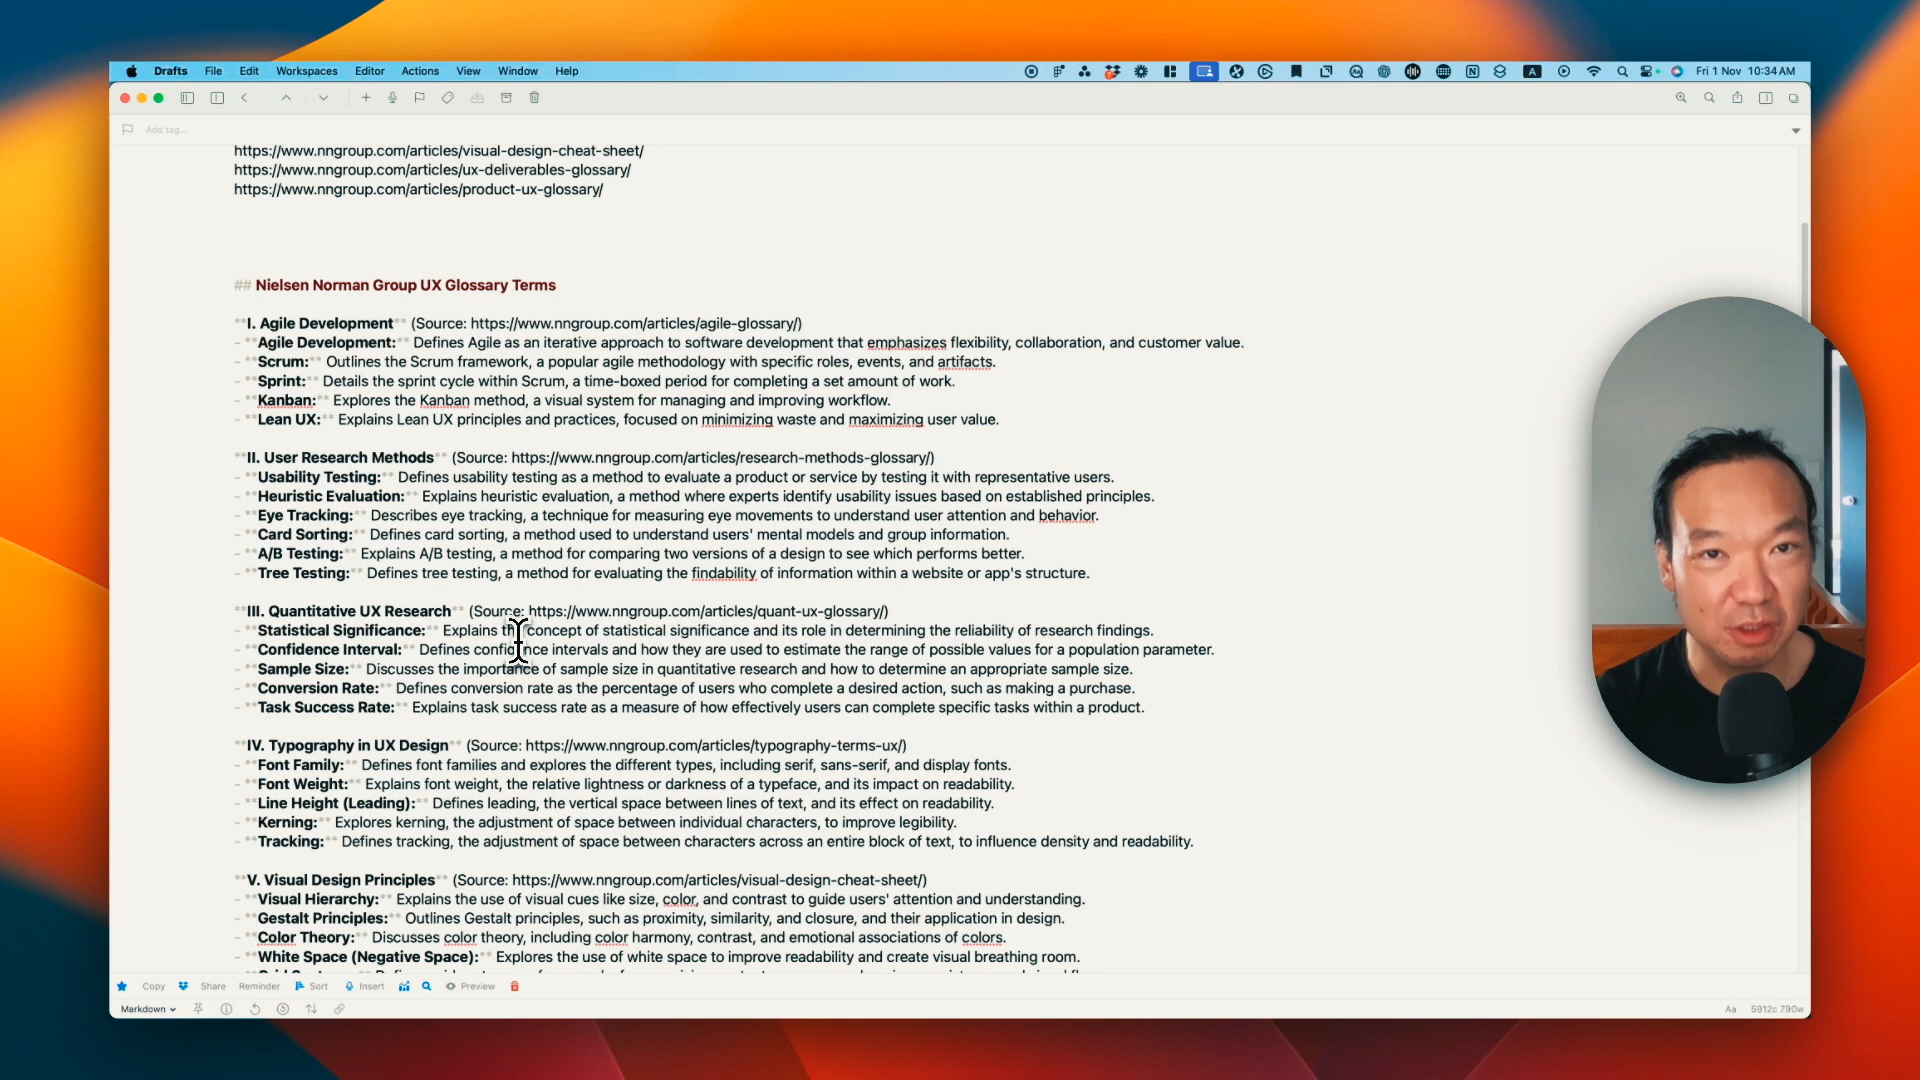 Drafts File Edit Workspaces Editor Actions View Window Help Fri 1 Nov 10:34 AM
Add tag...
https://www.nngroup.com/articles/visual-design-cheat-sheet/
https://www.nngroup.com/articles/ux-deliverables-glossary/
https://www.nngroup.com/articles/product-ux-glossary/
## Nielsen Norman Group UX Glossary Terms
**I. Agile Development** (Source: https://www.nngroup.com/articles/agile-glossary/)
- **Agile Development:** Defines Agile as an iterative approach to software development that emphasizes flexibility, collaboration, and customer value.
- **Scrum:** Outlines the Scrum framework, a popular agile methodology with specific roles, events, and artifacts.
- **Sprint:** Details the sprint cycle within Scrum, a time-boxed period for completing a set amount of work.
- **Kanban:** Explores the Kanban method, a visual system for managing and improving workflow.
- **Lean UX:** Explains Lean UX principles and practices, focused on minimizing waste and maximizing user value.
**II. User Research Methods** (Source: https://www.nngroup.com/articles/research-methods-glossary/)
- **Usability Testing:** Defines usability testing as a method to evaluate a product or service by testing it with representative users.
- **Heuristic Evaluation:** Explains heuristic evaluation, a method where experts identify usability issues based on established principles.
- **Eye Tracking:** Describes eye tracking, a technique for measuring eye movements to understand user attention and behavior.
- **Card Sorting:** Defines card sorting, a method used to understand users' mental models and group information.
- **A/B Testing:** Explains A/B testing, a method for comparing two versions of a design to see which performs better.
- **Tree Testing:** Defines tree testing, a method for evaluating the findability of information within a website or app's structure.
**III. Quantitative UX Research** (Source: https://www.nngroup.com/articles/quant-ux-glossary/)
- **Statistical Significance:** Explains the concept of statistical significance and its role in determining the reliability of research findings.
- **Confidence Interval:** Defines confidence intervals and how they are used to estimate the range of possible values for a population parameter.
- **Sample Size:** Discusses the importance of sample size in quantitative research and how to determine an appropriate sample size.
- **Conversion Rate:** Defines conversion rate as the percentage of users who complete a desired action, such as making a purchase.
- **Task Success Rate:** Explains task success rate as a measure of how effectively users can complete specific tasks within a product.
**IV. Typography in UX Design** (Source: https://www.nngroup.com/articles/typography-terms-ux/)
- **Font Family:** Defines font families and explores the different types, including serif, sans-serif, and display fonts.
- **Font Weight:** Explains font weight, the relative lightness or darkness of a typeface, and its impact on readability.
- **Line Height (Leading):** Defines leading, the vertical space between lines of text, and its effect on readability.
- **Kerning:** Explores kerning, the adjustment of space between individual characters, to improve legibility.
- **Tracking:** Defines tracking, the adjustment of space between characters across an entire block of text, to influence density and readability.
**V. Visual Design Principles** (Source: https://www.nngroup.com/articles/visual-design-cheat-sheet/)
- **Visual Hierarchy:** Explains the use of visual cues like size, color, and contrast to guide users' attention and understanding.
- **Gestalt Principles:** Outlines Gestalt principles, such as proximity, similarity, and closure, and their application in design.
- **Color Theory:** Discusses color theory, including color harmony, contrast, and emotional associations of colors.
- **White Space (Negative Space):** Explores the use of white space to improve readability and create visual breathing room.
Copy Share Reminder Sort Insert Preview
Markdown Aa 5912c 790w